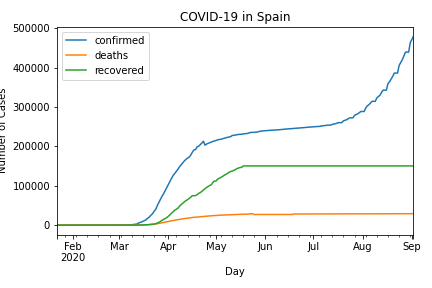 COVID-19 in Spain
500000
400000
300000
200000
100000
0
confirmed
deaths
recovered
Number of Cases
Feb Mar Apr May Jun Jul Aug Sep
2020
Day